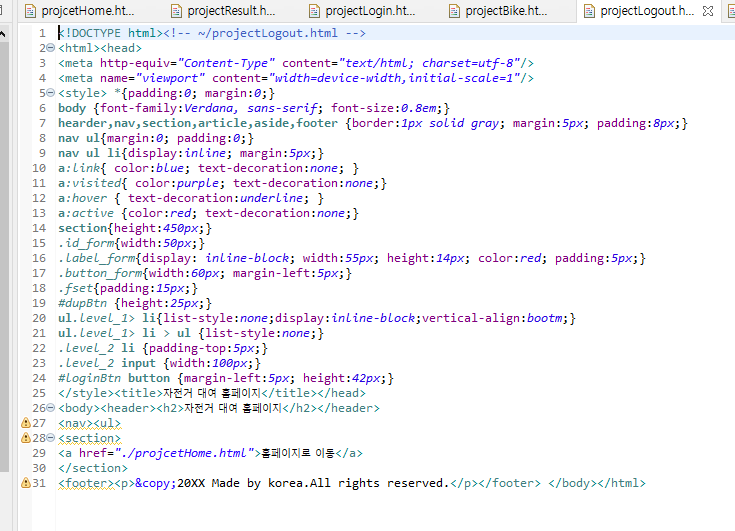 projcetHome.ht...
projectResult.h...
projectLogin.ht...
projectBike.ht...
projectLogout.h...
1 <!DOCTYPE html><!-- ~/projectLogout.html -->
2 <html><head>
3 <meta http-equiv="Content-Type" content="text/html; charset=utf-8"/>
4 <meta name="viewport" content="width=device-width,initial-scale=1"/>
5 <style> *{padding:0; margin:0;}
6 body {font-family:Verdana, sans-serif; font-size:0.8em;}
7 hearder,nav,section,article,aside,footer {border:1px solid gray; margin:5px; padding:8px;}
8 nav ul{margin:0; padding:0;}
9 nav ul li{display:inline; margin:5px;}
10 a:link{ color:blue; text-decoration:none; }
11 a:visited{ color:purple; text-decoration:none;}
12 a:hover { text-decoration:underline; }
13 a:active {color:red; text-decoration:none;}
14 section{height:450px;}
15 .id_form{width:50px;}
16 .label_form{display: inline-block; width:55px; height:14px; color:red; padding:5px;}
17 .button_form{width:60px; margin-left:5px;}
18 .fset{padding:15px;}
19 #dupBtn {height:25px;}
20 ul.level_1> li{list-style:none;display:inline-block;vertical-align:bootm;}
21 ul.level_1> li > ul {list-style:none;}
22 .level_2 li {padding-top:5px;}
23 .level_2 input {width:100px;}
24 #loginBtn button {margin-left:5px; height:42px;}
25 </style><title>자전거 대여 홈페이지</title></head>
26 <body><header><h2>자전거 대여 홈페이지</h2></header>
27 <nav><ul>
28 <section>
29 <a href="./projcetHome.html">홈페이지로 이동</a>
30 </section>
31 <footer><p>&copy;20XX Made by korea.All rights reserved.</p></footer> </body></html>